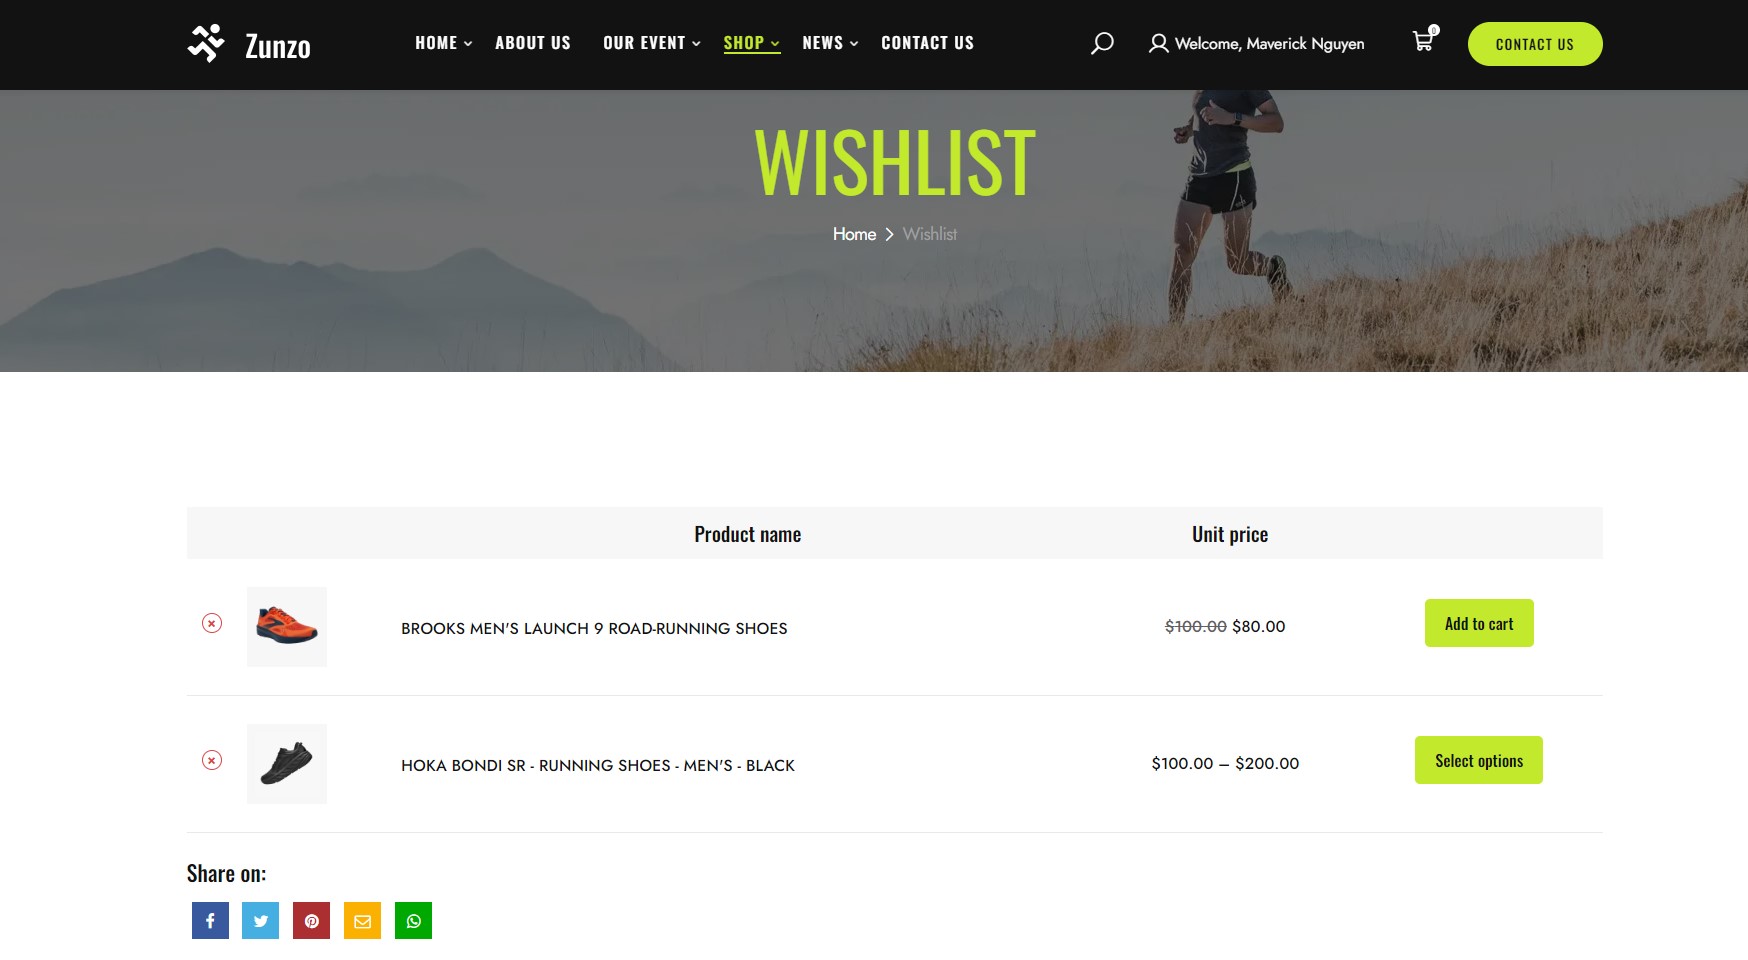 Zunzo
HOME
ABOUT US
OUR EVENT
SHOP
NEWS
CONTACT US
Welcome, Maverick Nguyen
0
CONTACT US
WISHLIST
Home > Wishlist
Product name
Unit price
BROOKS MEN'S LAUNCH 9 ROAD-RUNNING SHOES
$100.00 $80.00
Add to cart
HOKA BONDI SR - RUNNING SHOES - MEN'S - BLACK
$100.00 – $200.00
Select options
Share on: